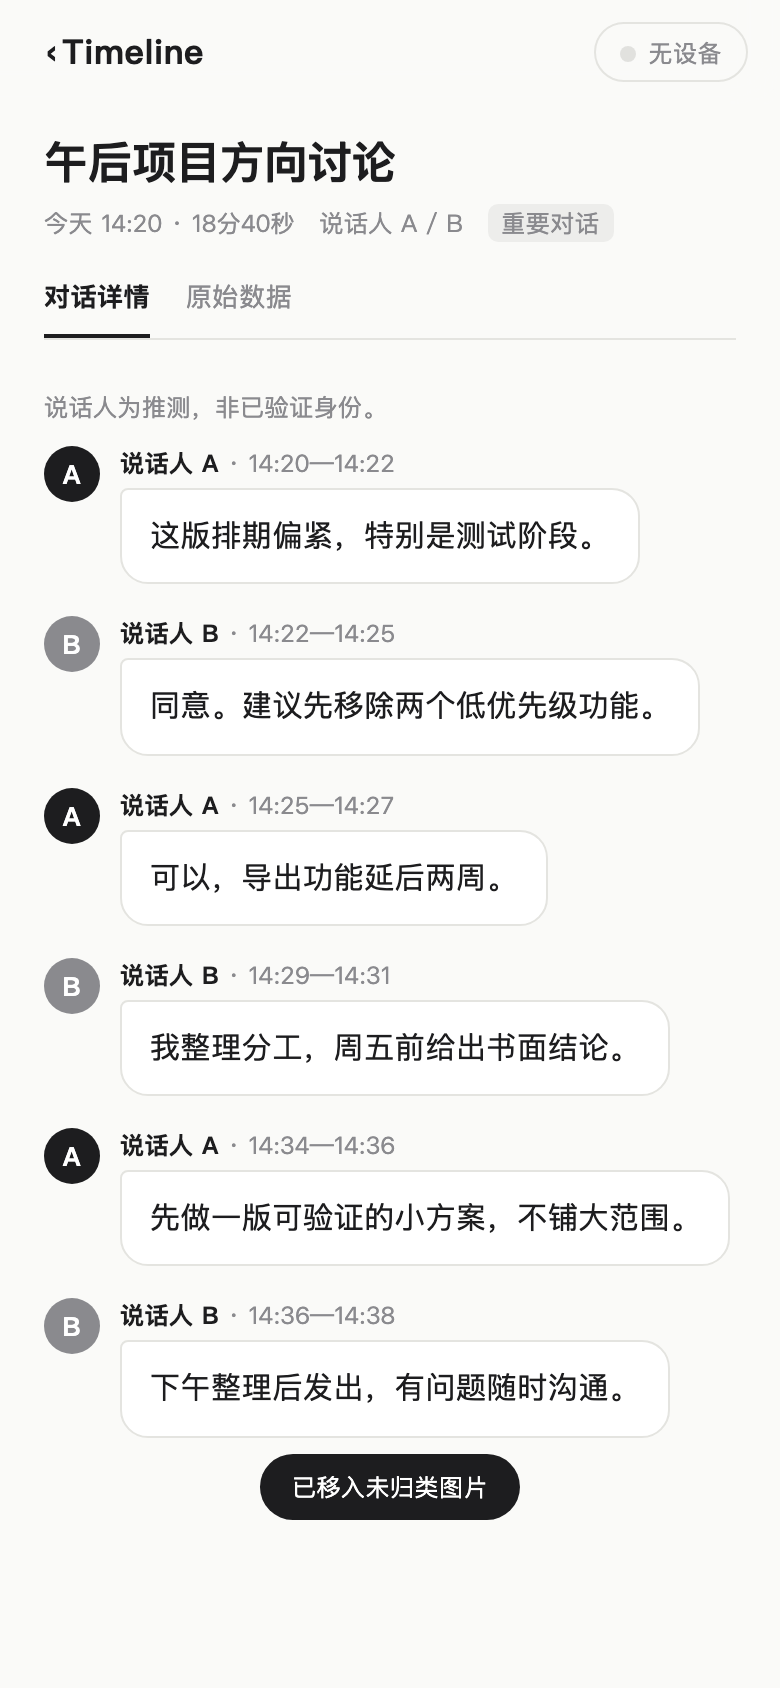 ‹ Timeline
无设备
午后项目方向讨论
今天 14:20 · 18分40秒 说话人 A / B 重要对话
对话详情 原始数据
说话人为推测，非已验证身份。
A
说话人 A · 14:20—14:22
这版排期偏紧，特别是测试阶段。
B
说话人 B · 14:22—14:25
同意。建议先移除两个低优先级功能。
A
说话人 A · 14:25—14:27
可以，导出功能延后两周。
B
说话人 B · 14:29—14:31
我整理分工，周五前给出书面结论。
A
说话人 A · 14:34—14:36
先做一版可验证的小方案，不铺大范围。
B
说话人 B · 14:36—14:38
下午整理后发出，有问题随时沟通。
已移入未归类图片